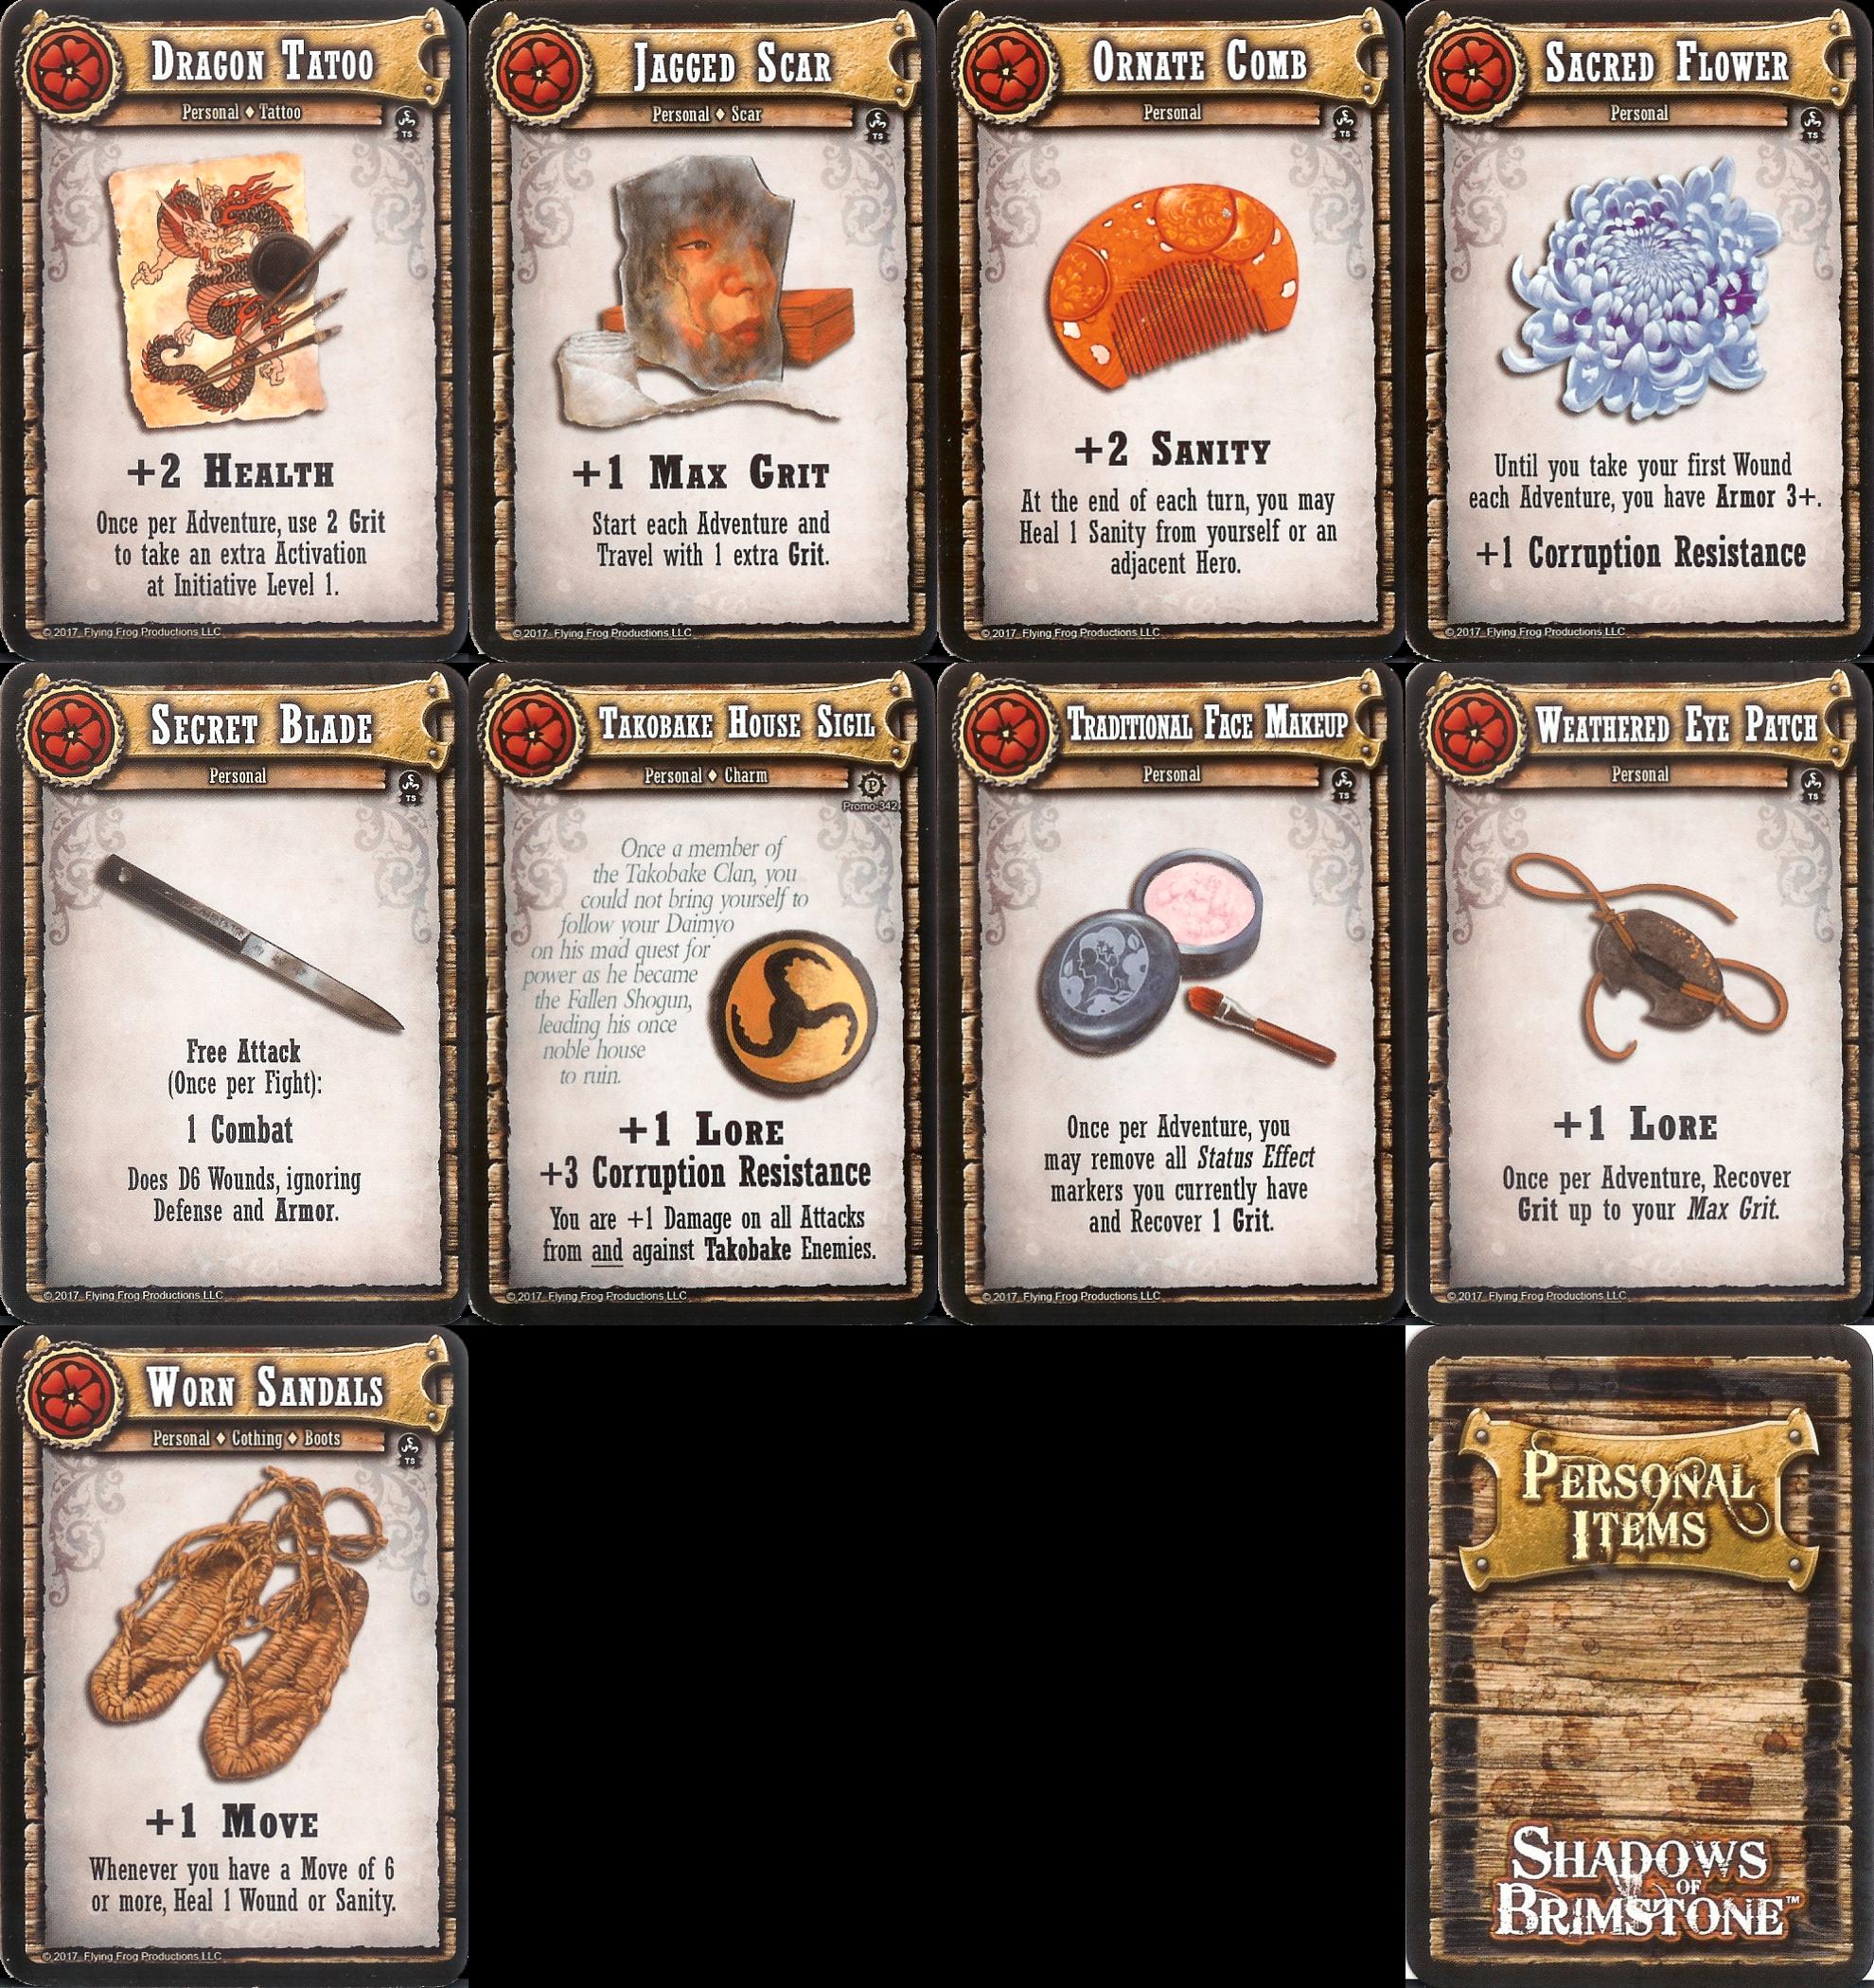 DRAGON TATOO
Personal ♦ Tattoo
TS
+2 HEALTH
Once per Adventure, use 2 Grit
to take an extra Activation
at Initiative Level 1.
© 2017 Flying Frog Productions LLC
JAGGED SCAR
Personal ♦ Scar
TS
+1 MAX GRIT
Start each Adventure and
Travel with 1 extra Grit.
© 2017 Flying Frog Productions LLC
ORNATE COMB
Personal
TS
+2 SANITY
At the end of each turn, you may
Heal 1 Sanity from yourself or an
adjacent Hero.
© 2017 Flying Frog Productions LLC
SACRED FLOWER
Personal
TS
Until you take your first Wound
each Adventure, you have Armor 3+.
+1 Corruption Resistance
© 2017 Flying Frog Productions LLC
SECRET BLADE
Personal
TS
Free Attack
(Once per Fight):
1 Combat
Does D6 Wounds, ignoring
Defense and Armor.
© 2017 Flying Frog Productions LLC
TAKOBAKE HOUSE SIGIL
Personal ♦ Charm
P
Promo-342
Once a member of
the Takobake Clan, you
could not bring yourself to
follow your Daimyo
on his mad quest for
power as he became
the Fallen Shogun,
leading his once
noble house
to ruin.
+1 LORE
+3 Corruption Resistance
You are +1 Damage on all Attacks
from and against Takobake Enemies.
© 2017 Flying Frog Productions LLC
TRADITIONAL FACE MAKEUP
Personal
TS
Once per Adventure, you
may remove all Status Effect
markers you currently have
and Recover 1 Grit.
© 2017 Flying Frog Productions LLC
WEATHERED EYE PATCH
Personal
TS
+1 LORE
Once per Adventure, Recover
Grit up to your Max Grit.
© 2017 Flying Frog Productions LLC
WORN SANDALS
Personal ♦ Cothing ♦ Boots
TS
+1 MOVE
Whenever you have a Move of 6
or more, Heal 1 Wound or Sanity.
© 2017 Flying Frog Productions LLC
PERSONAL
ITEMS
SHADOWS
OF
BRIMSTONE™